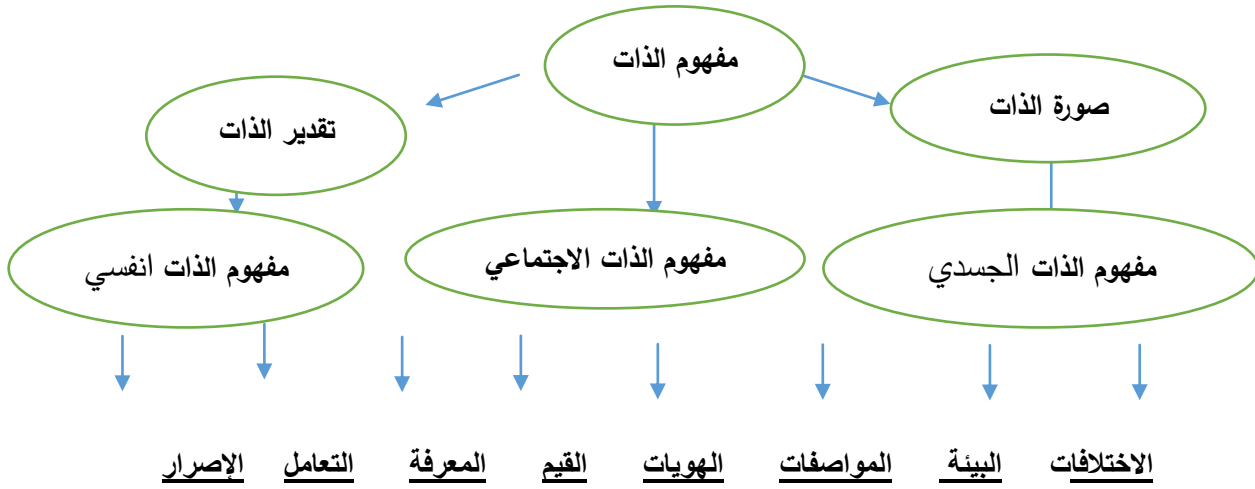 مفهوم الذات
صورة الذات
تقدير الذات
مفهوم الذات الجسدي
مفهوم الذات الاجتماعي
مفهوم الذات انفسي
الاختلافات البيئة المواصفات الهويات القيم المعرفة التعامل الإصرار